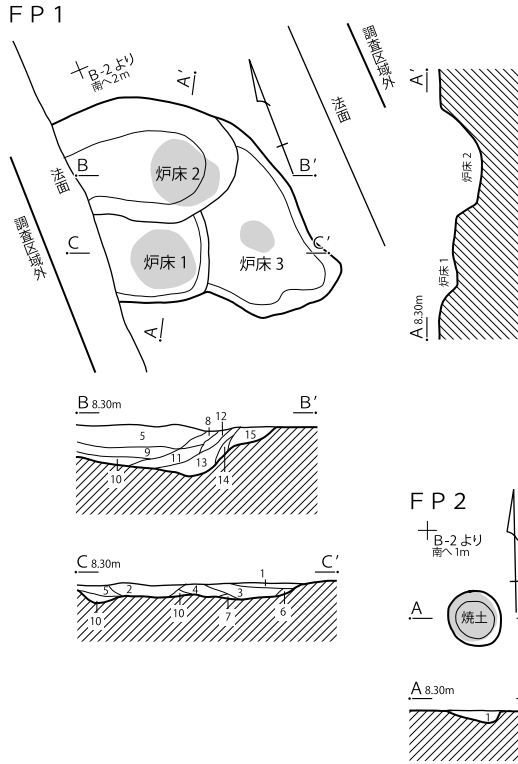 FP1
B-2より
南へ2m
A'
調査区域外
法面
A'
B
炉床2
B'
法面
炉床2
C
炉床1
炉床3
C'
調査区域外
炉床1
A
A 8.30m
B 8.30m
B'
8
12
5
15
9
11
13
10
14
C 8.30m
C'
1
5
2
4
3
10
10
7
6
FP2
B-2より
南へ1m
A
焼土
A 8.30m
1